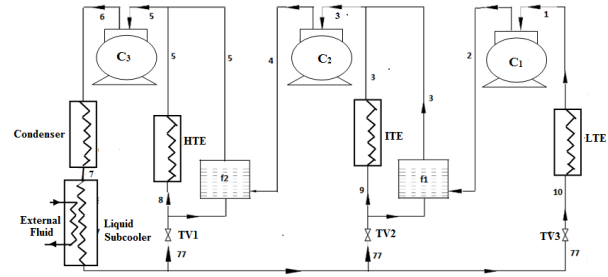 6
5
3
3
1
C3
5
5
4
C2
3
2
C1
Condenser
HTE
ITE
LTE
3
7
f2
f1
8
9
10
External
Fluid
Liquid
Subcooler
TV1
TV2
TV3
77
77
77